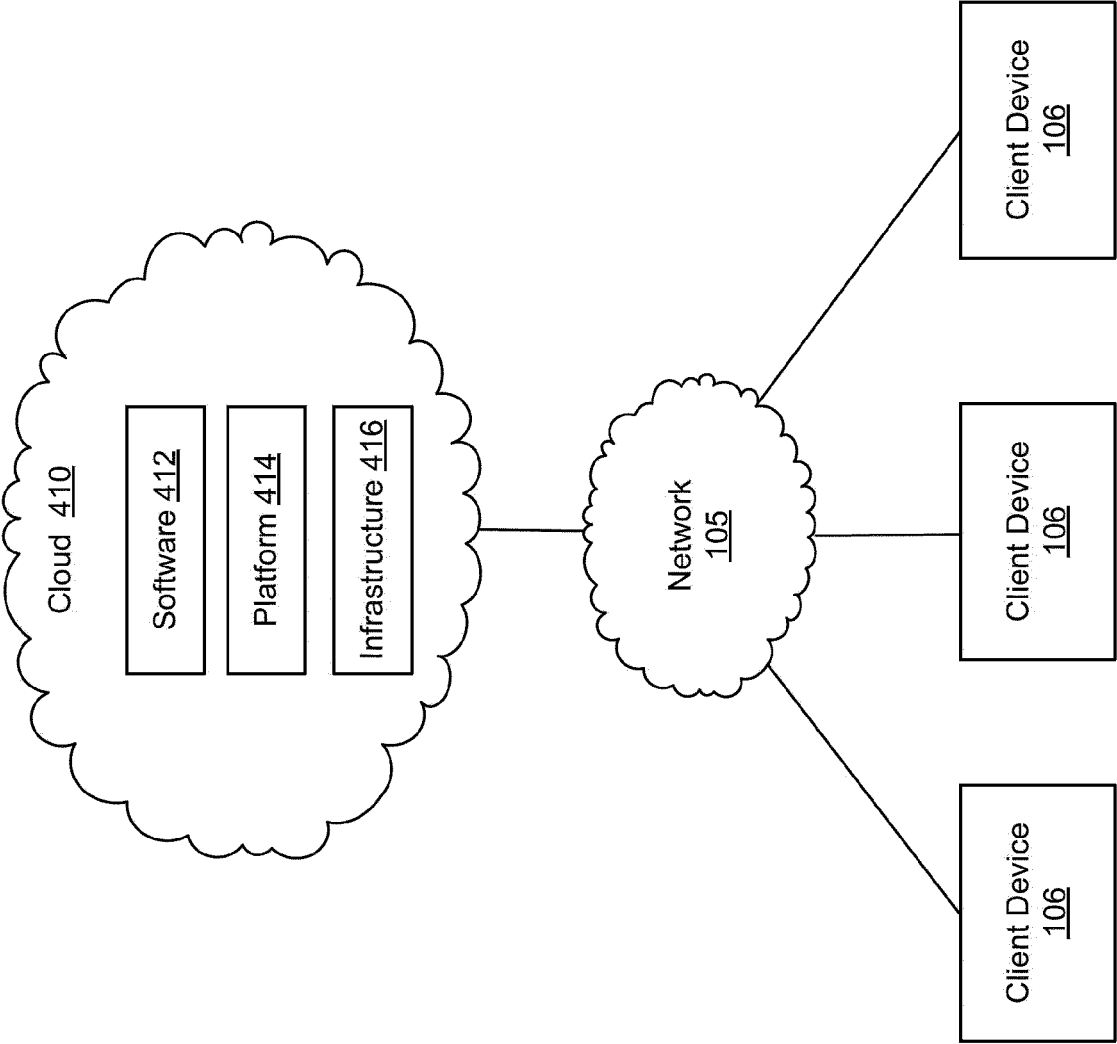 Cloud 410
Software 412
Platform 414
Infrastructure 416
Network
105
Client Device
106
Client Device
106
Client Device
106